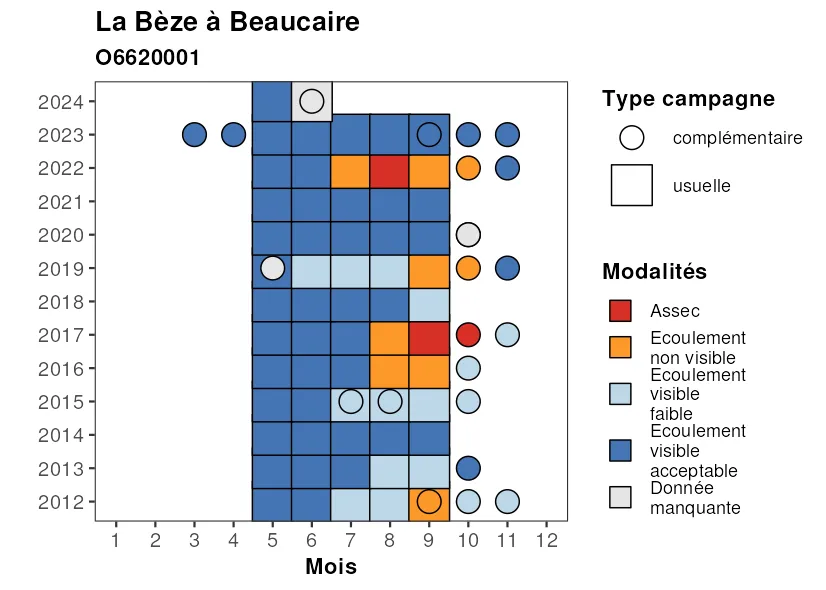 La Bèze à Beaucaire
O6620001
2024
2023
2022
2021
2020
2019
2018
2017
2016
2015
2014
2013
2012
1 2 3 4 5 6 7 8 9 10 11 12
Mois
Type campagne
complémentaire
usuelle
Modalités
Assec
Ecoulement
non visible
Ecoulement
visible
faible
Ecoulement
visible
acceptable
Donnée
manquante